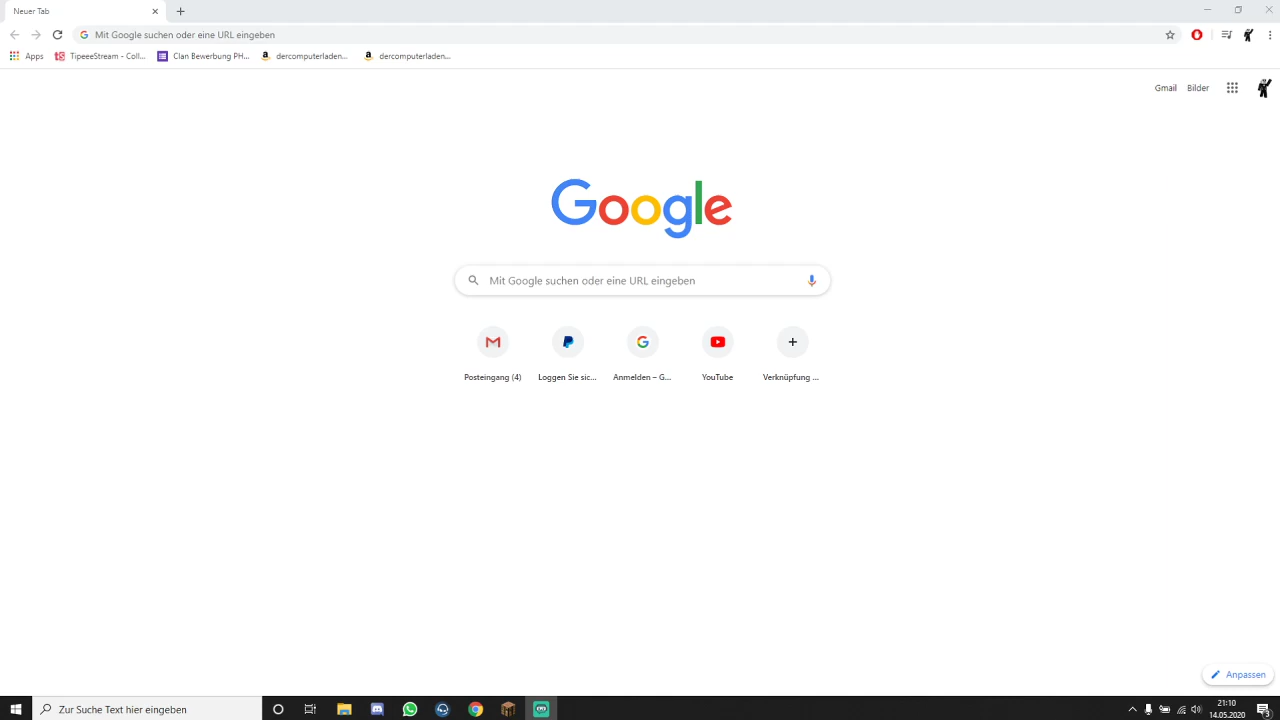 Neuer Tab
Mit Google suchen oder eine URL eingeben
Apps TipeeeStream - Coll... Clan Bewerbung PH... dercomputerladen... dercomputerladen...
Gmail Bilder
Google
Mit Google suchen oder eine URL eingeben
Posteingang (4) Loggen Sie sic... Anmelden – G... YouTube Verknüpfung ...
Anpassen
Zur Suche Text hier eingeben
21:10
14.05.2020
3